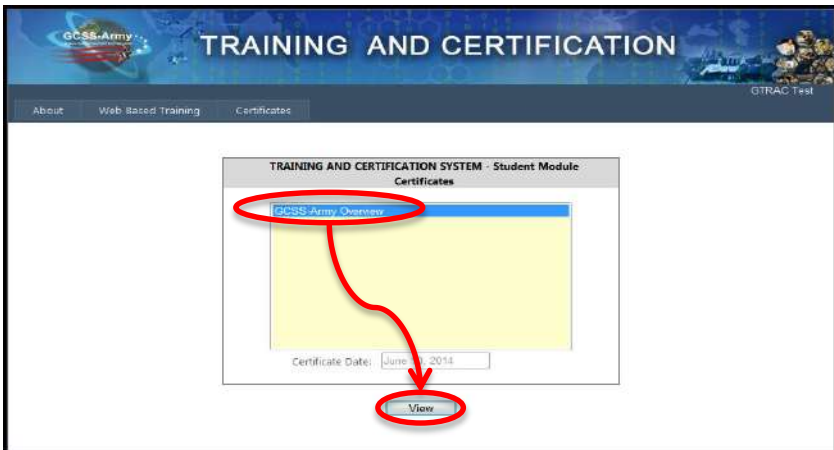 GCSS-Army
TRAINING AND CERTIFICATION
GTRAC Test
About Web Based Training Certificates
TRAINING AND CERTIFICATION SYSTEM - Student Module
Certificates
GCSS-Army Overview
Certificate Date: June , 2014
View